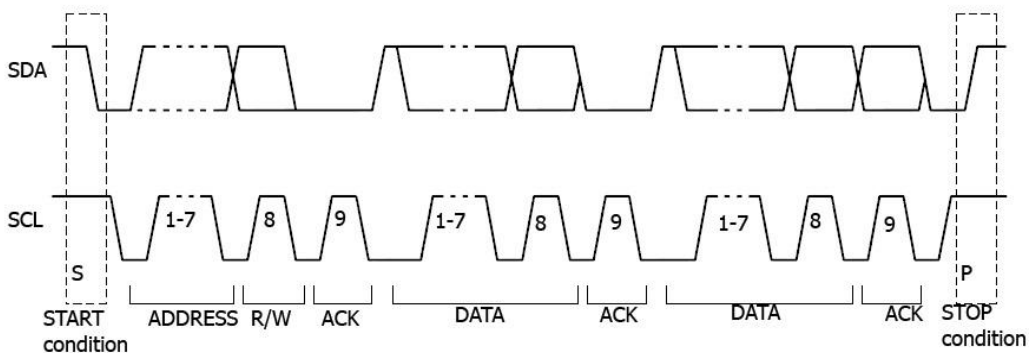 SDA
SCL
1-7 8 9 1-7 8 9 1-7 8 9
S P
START condition
ADDRESS R/W ACK DATA ACK DATA ACK
STOP condition